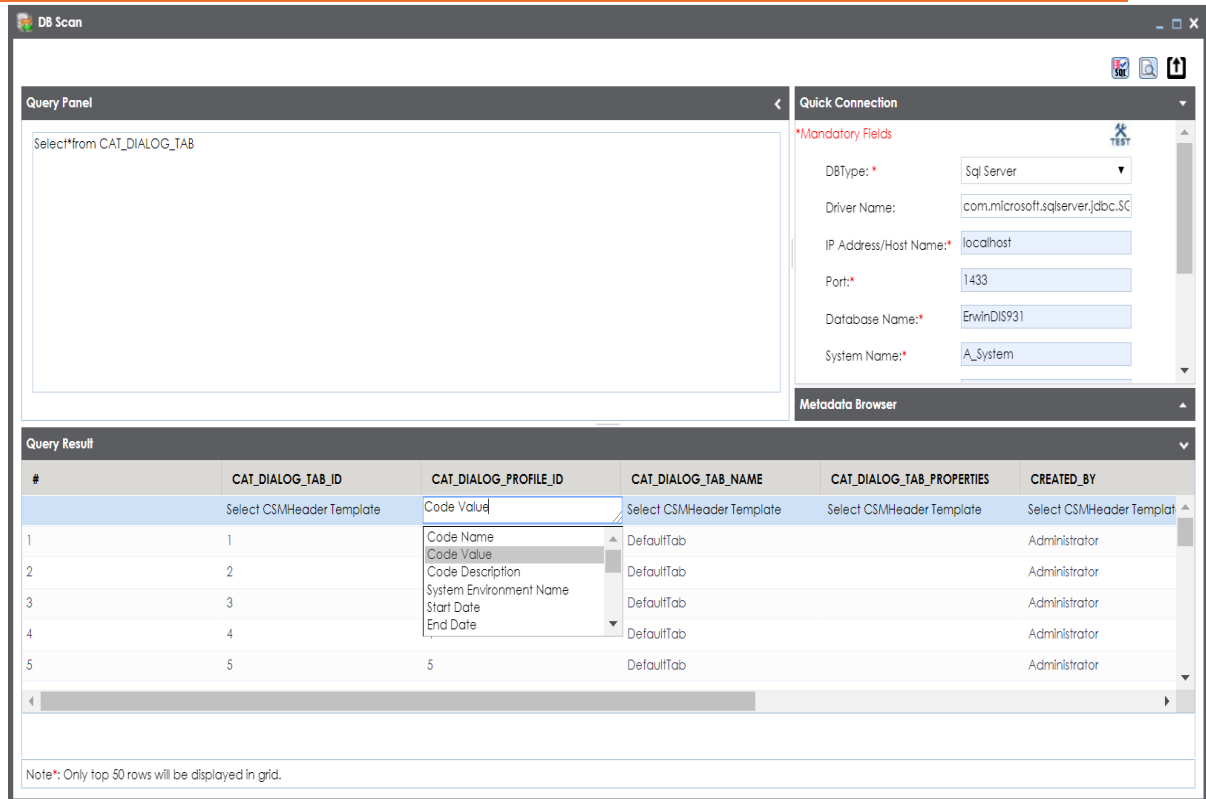 DB Scan
SQL
Query Panel
Select*from CAT_DIALOG_TAB
Quick Connection
*Mandatory Fields
TEST
DBType: *
Sql Server
Driver Name:
com.microsoft.sqlserver.jdbc.SQ
IP Address/Host Name:*
localhost
Port:*
1433
Database Name:*
ErwinDIS931
System Name:*
A_System
Metadata Browser
Query Result
# CAT_DIALOG_TAB_ID CAT_DIALOG_PROFILE_ID CAT_DIALOG_TAB_NAME CAT_DIALOG_TAB_PROPERTIES CREATED_BY
Select CSMHeader Template Code Value Select CSMHeader Template Select CSMHeader Template Select CSMHeader Templat
Code Name
Code Value
Code Description
System Environment Name
Start Date
End Date
1 1 DefaultTab Administrator
2 2 DefaultTab Administrator
3 3 DefaultTab Administrator
4 4 DefaultTab Administrator
5 5 5 DefaultTab Administrator
Note*: Only top 50 rows will be displayed in grid.